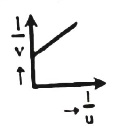 1/v ↑
→ 1/u